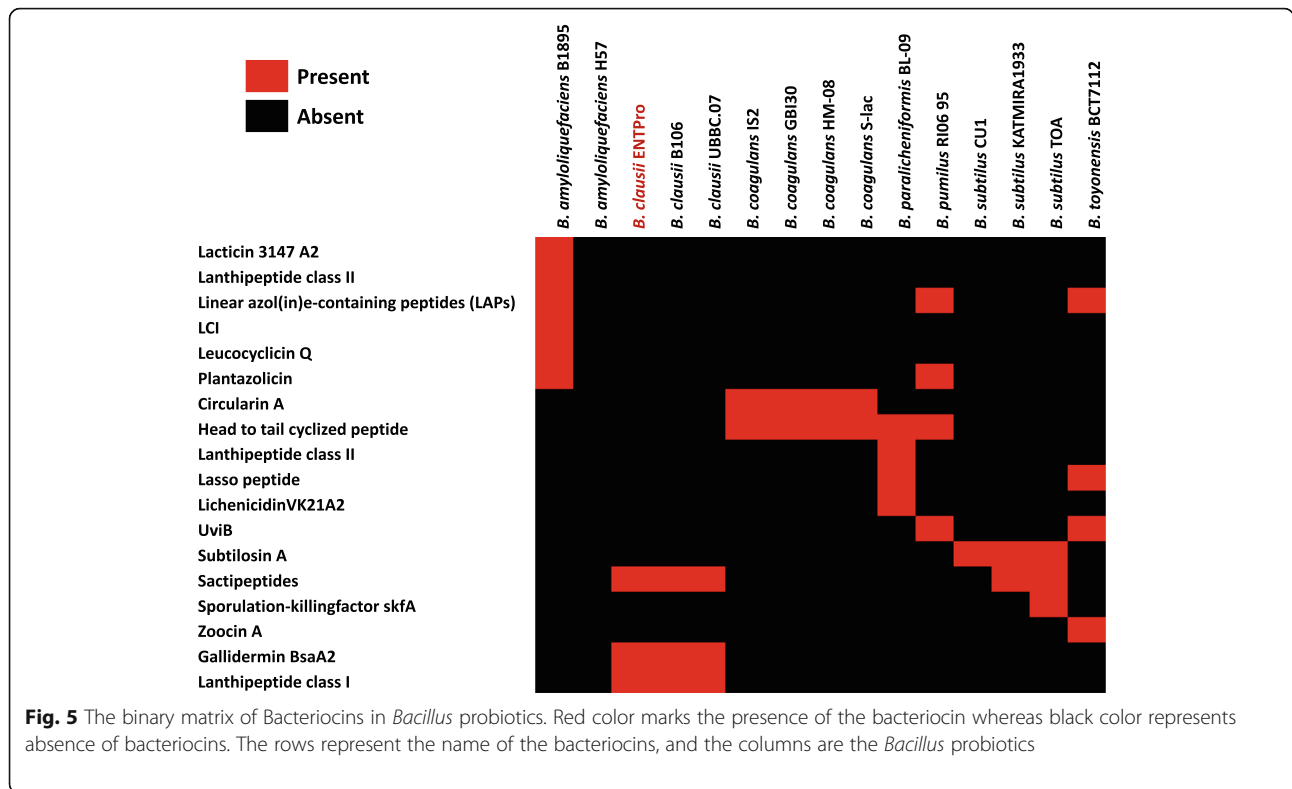 Present
Absent
B. amyloliquefaciens B1895
B. amyloliquefaciens H57
B. clausii ENTPro
B. clausii B106
B. clausii UBBC.07
B. coagulans IS2
B. coagulans GBI30
B. coagulans HM-08
B. coagulans S-lac
B. paralicheniformis BL-09
B. pumilus RI06 95
B. subtilus CU1
B. subtilus KATMIRA1933
B. subtilus TOA
B. toyonensis BCT7112
Lacticin 3147 A2
Lanthipeptide class II
Linear azol(in)e-containing peptides (LAPs)
LCI
Leucocyclicin Q
Plantazolicin
Circularin A
Head to tail cyclized peptide
Lanthipeptide class II
Lasso peptide
LichenicidinVK21A2
UviB
Subtilosin A
Sactipeptides
Sporulation-killingfactor skfA
Zoocin A
Gallidermin BsaA2
Lanthipeptide class I
Fig. 5 The binary matrix of Bacteriocins in Bacillus probiotics. Red color marks the presence of the bacteriocin whereas black color represents
absence of bacteriocins. The rows represent the name of the bacteriocins, and the columns are the Bacillus probiotics